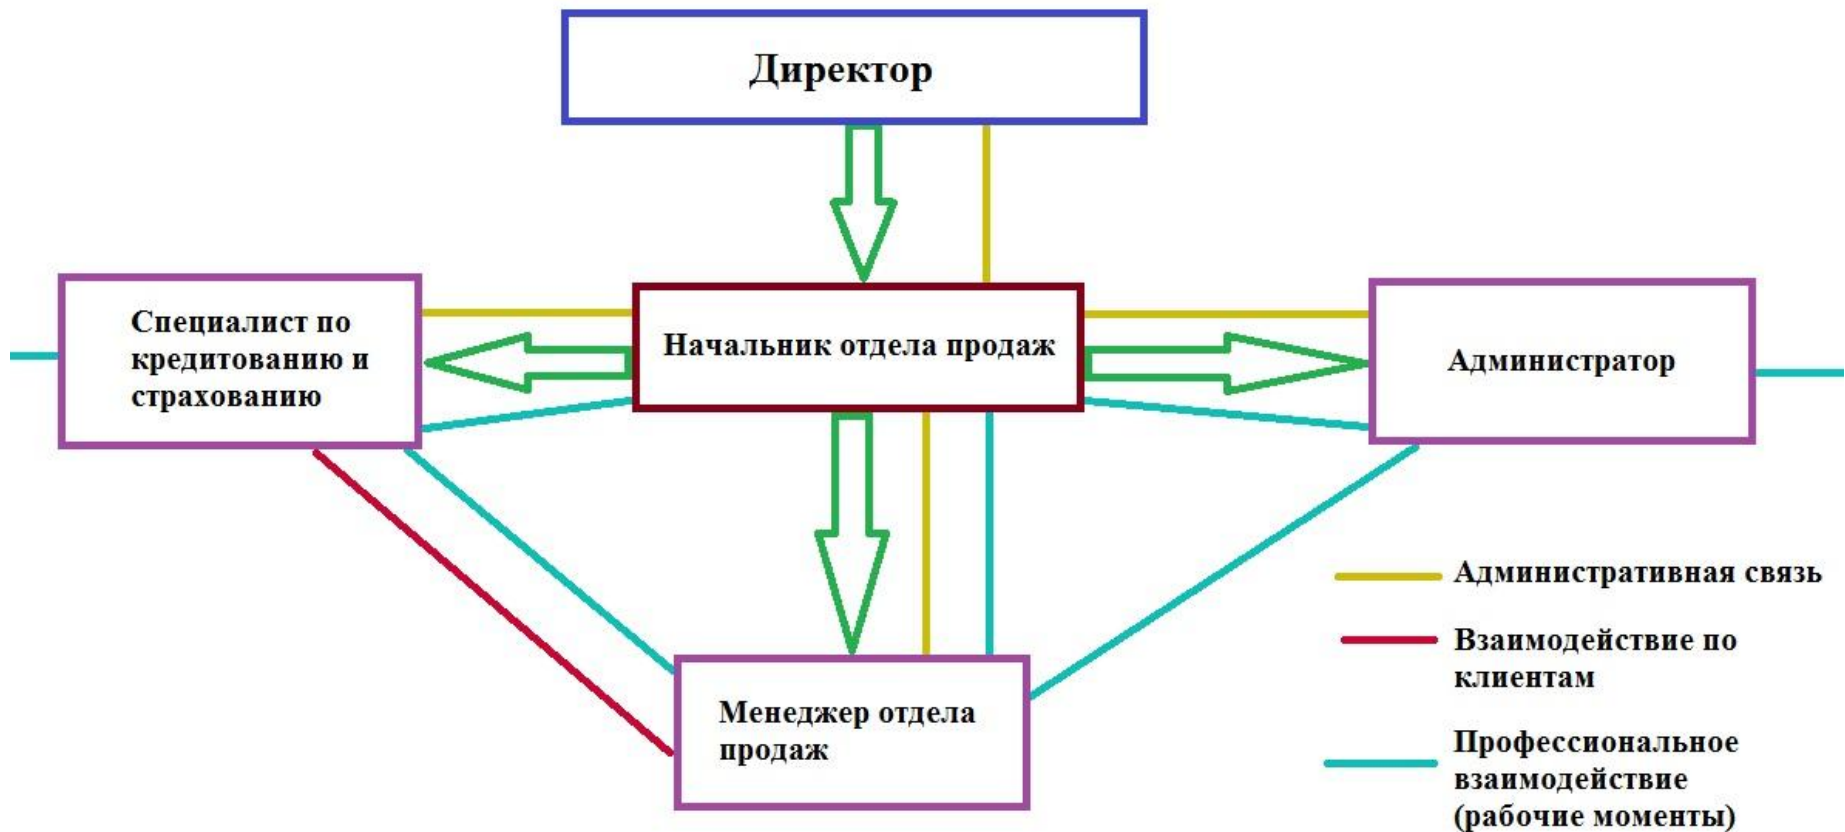 Директор
Специалист по
кредитованию и
страхованию
Начальник отдела продаж
Администратор
Менеджер отдела
продаж
Административная связь
Взаимодействие по
клиентам
Профессиональное
взаимодействие
(рабочие моменты)